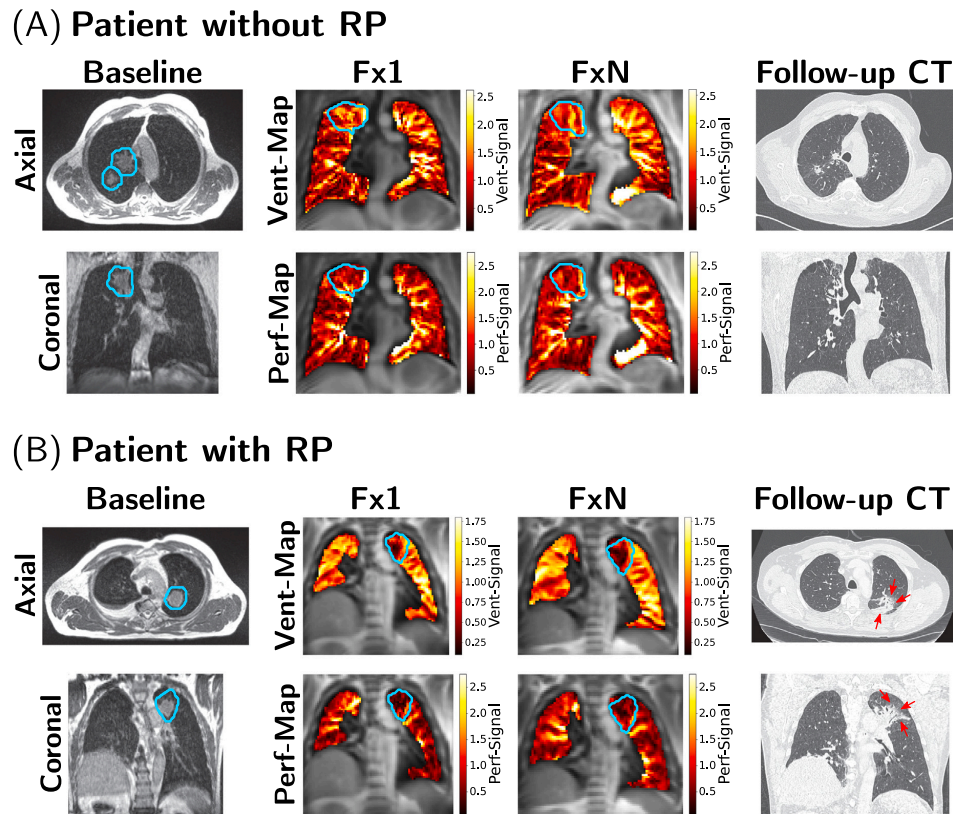 (A) Patient without RP
Baseline Fx1 FxN Follow-up CT
Axial
Vent-Map
2.5
2.0
1.5
1.0
0.5
Vent-Signal
2.5
2.0
1.5
1.0
0.5
Vent-Signal
Coronal
Perf-Map
2.5
2.0
1.5
1.0
0.5
Perf-Signal
2.5
2.0
1.5
1.0
0.5
Perf-Signal
(B) Patient with RP
Baseline Fx1 FxN Follow-up CT
Axial
Vent-Map
1.75
1.50
1.25
1.00
0.75
0.50
0.25
Vent-Signal
1.75
1.50
1.25
1.00
0.75
0.50
0.25
Vent-Signal
Coronal
Perf-Map
2.5
2.0
1.5
1.0
0.5
Perf-Signal
2.5
2.0
1.5
1.0
0.5
Perf-Signal